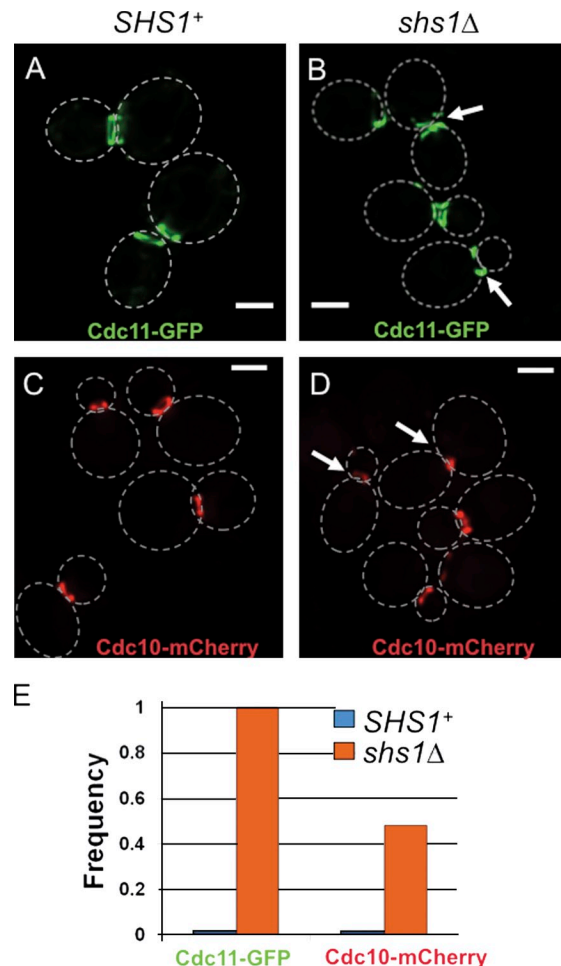 SHS1+ shs1Δ
A B
Cdc11-GFP Cdc11-GFP
C D
Cdc10-mCherry Cdc10-mCherry
E
1
0.8
0.6
0.4
0.2
0
Frequency
SHS1+
shs1Δ
Cdc11-GFP Cdc10-mCherry